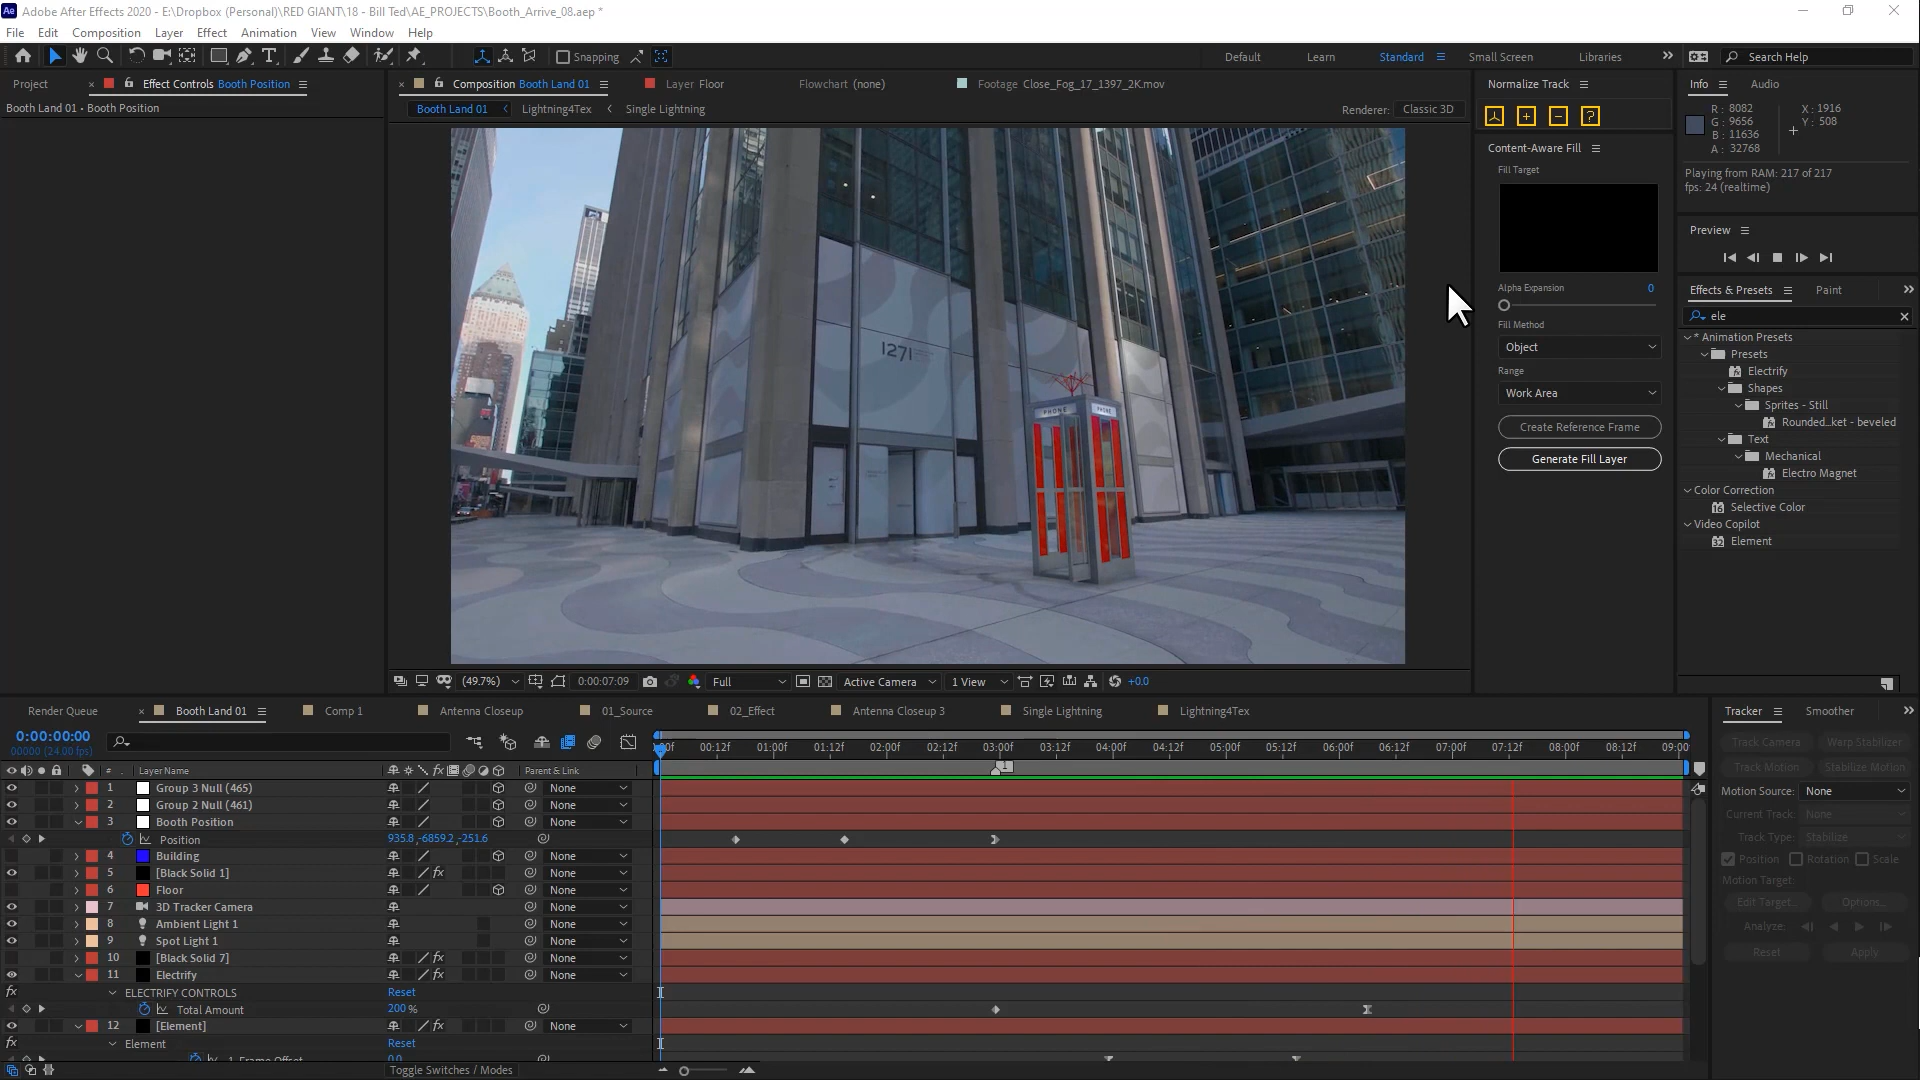 Adobe After Effects 2020 - E:\Dropbox (Personal)\RED GIANT\18 - Bill Ted\AE_PROJECTS\Booth_Arrive_08.aep *
File Edit Composition Layer Effect Animation View Window Help
Snapping Default Learn Standard Small Screen Libraries Search Help
Project Effect Controls Booth Position Composition Booth Land 01 Layer Floor Flowchart (none) Footage Close_Fog_17_1397_2K.mov Normalize Track Info Audio
Booth Land 01 • Booth Position Booth Land 01 Lightning4Tex Single Lightning Renderer: Classic 3D
R: 8082 X: 1916
G: 9656 Y: 508
B: 11636
A: 32768
Playing from RAM: 217 of 217
fps: 24 (realtime)
Content-Aware Fill
Fill Target
Alpha Expansion 0
Fill Method
Object
Range
Work Area
Create Reference Frame
Generate Fill Layer
Preview
Effects & Presets Paint
ele
* Animation Presets
Presets
Electrify
Shapes
Sprites - Still
Rounded...ket - beveled
Text
Mechanical
Electro Magnet
Color Correction
Selective Color
Video Copilot
Element
1271
PHONE PHONE
(49.7%) 0:00:07:09 Full Active Camera 1 View +0.0
Render Queue Booth Land 01 Comp 1 Antenna Closeup 01_Source 02_Effect Antenna Closeup 3 Single Lightning Lightning4Tex
0:00:00:00
00000 (24.00 fps)
:00f 00:12f 01:00f 01:12f 02:00f 02:12f 03:00f 03:12f 04:00f 04:12f 05:00f 05:12f 06:00f 06:12f 07:00f 07:12f 08:00f 08:12f 09:00f
1
# . Layer Name fx Parent & Link
1 Group 3 Null (465) None
2 Group 2 Null (461) None
3 Booth Position None
Position 935.8,-6859.2,-251.6
4 Building None
5 [Black Solid 1] fx None
6 Floor None
7 3D Tracker Camera None
8 Ambient Light 1 None
9 Spot Light 1 None
10 [Black Solid 7] fx None
11 Electrify fx None
fx ELECTRIFY CONTROLS Reset
Total Amount 200 %
12 [Element] fx None
fx Element Reset
1. Frame Offset 0.0
Toggle Switches / Modes
Tracker Smoother
Track Camera Warp Stabilizer
Track Motion Stabilize Motion
Motion Source: None
Current Track: None
Track Type: Stabilize
Position Rotation Scale
Motion Target:
Edit Target... Options...
Analyze:
Reset Apply